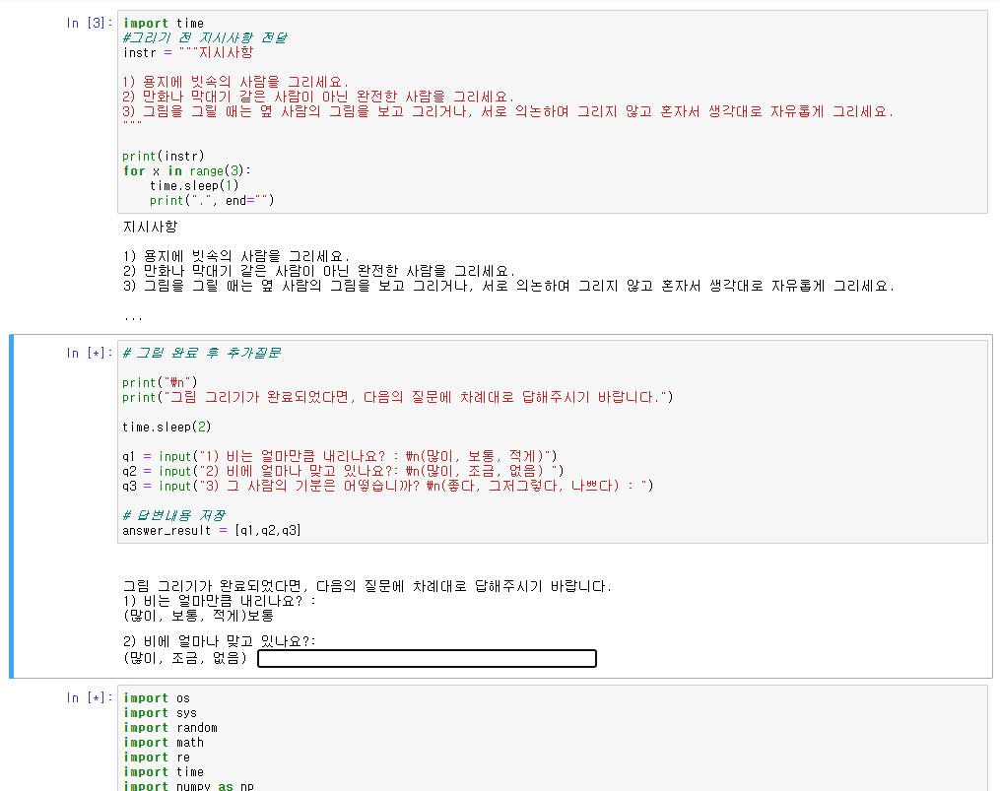 In [3]:
import time
#그리기 전 지시사항 전달
instr = """지시사항
1) 용지에 빗속의 사람을 그리세요.
2) 만화나 막대기 같은 사람이 아닌 완전한 사람을 그리세요.
3) 그림을 그릴 때는 옆 사람의 그림을 보고 그리거나, 서로 의논하며 그리지 않고 혼자서 생각대로 자유롭게 그리세요.
"""
print(instr)
for x in range(3):
    time.sleep(1)
    print(".", end="")
지시사항
1) 용지에 빗속의 사람을 그리세요.
2) 만화나 막대기 같은 사람이 아닌 완전한 사람을 그리세요.
3) 그림을 그릴 때는 옆 사람의 그림을 보고 그리거나, 서로 의논하며 그리지 않고 혼자서 생각대로 자유롭게 그리세요.
...
In [*]:
# 그림 완료 후 추가질문
print("₩n")
print("그림 그리기가 완료되었다면, 다음의 질문에 차례대로 답해주시기 바랍니다.")
time.sleep(2)
q1 = input("1) 비는 얼마만큼 내리나요? : ₩n(많이, 보통, 적게)")
q2 = input("2) 비에 얼마나 맞고 있나요?: ₩n(많이, 조금, 없음) ")
q3 = input("3) 그 사람의 기분은 어떻습니까? ₩n(좋다, 그저그렇다, 나쁘다) : ")
# 답변내용 저장
answer_result = [q1,q2,q3]
그림 그리기가 완료되었다면, 다음의 질문에 차례대로 답해주시기 바랍니다.
1) 비는 얼마만큼 내리나요? :
(많이, 보통, 적게)보통
2) 비에 얼마나 맞고 있나요?:
(많이, 조금, 없음)
In [*]:
import os
import sys
import random
import math
import re
import time
import numpy as np